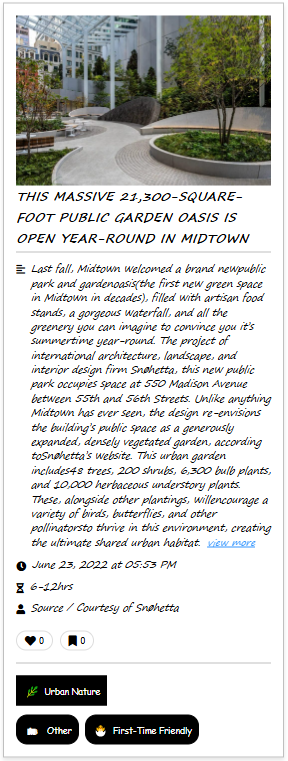 THIS MASSIVE 21,300-SQUARE-
FOOT PUBLIC GARDEN OASIS IS
OPEN YEAR-ROUND IN MIDTOWN
Last fall, Midtown welcomed a brand newpublic
park and gardenoasis(the first new green space
in Midtown in decades), filled with artisan food
stands, a gorgeous waterfall, and all the
greenery you can imagine to convince you it's
summertime year-round. The project of
international architecture, landscape, and
interior design firm Snøhetta, this new public
park occupies space at 550 Madison Avenue
between 55th and 56th Streets. Unlike anything
Midtown has ever seen, the design re-envisions
the building's public space as a generously
expanded, densely vegetated garden, according
toSnøhetta's website. This urban garden
includes48 trees, 200 shrubs, 6,300 bulb plants,
and 10,000 herbaceous understory plants.
These, alongside other plantings, willencourage a
variety of birds, butterflies, and other
pollinatorsto thrive in this environment, creating
the ultimate shared urban habitat. view more
June 23, 2022 at 05:53 PM
6-12hrs
Source / Courtesy of Snøhetta
0 0
Urban Nature
Other First-Time Friendly